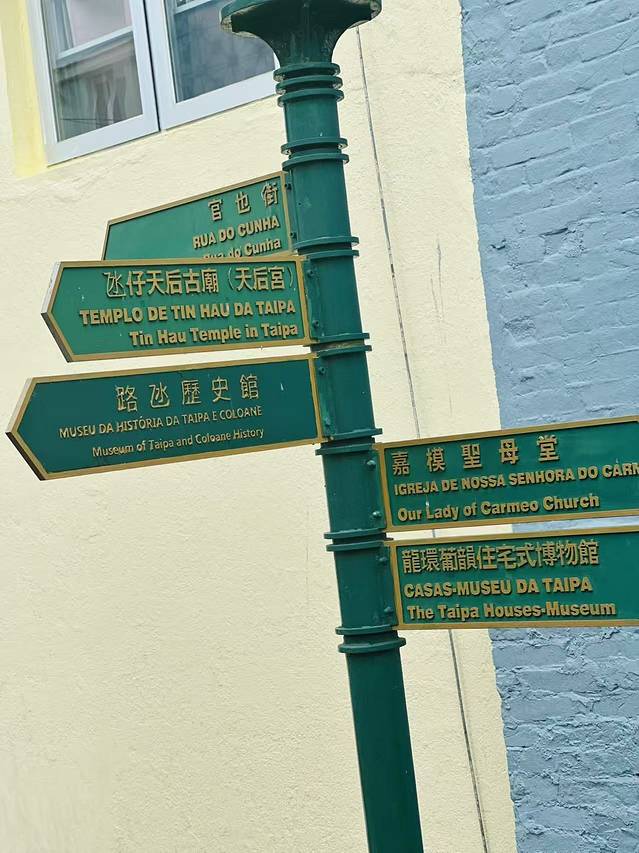 官也街
RUA DO CUNHA
Rua do Cunha
氹仔天后古廟（天后宮）
TEMPLO DE TIN HAU DA TAIPA
Tin Hau Temple in Taipa
路氹歷史館
MUSEU DA HISTÓRIA DA TAIPA E COLOANE
Museum of Taipa and Coloane History
嘉模聖母堂
IGREJA DE NOSSA SENHORA DO CARM
Our Lady of Carmeo Church
龍環葡韻住宅式博物館
CASAS-MUSEU DA TAIPA
The Taipa Houses-Museum